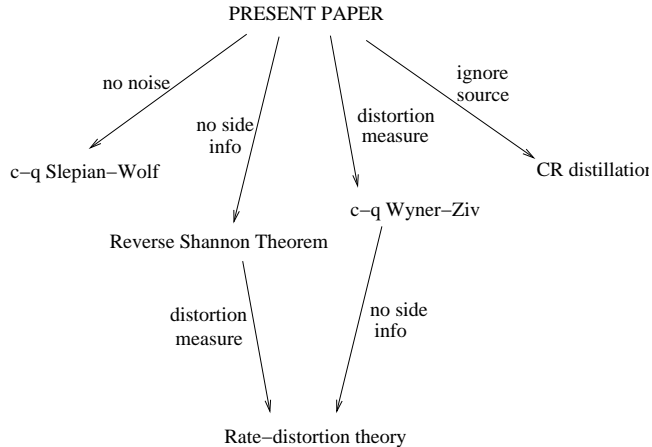 PRESENT PAPER
no noise
no side
info
distortion
measure
ignore
source
c−q Slepian−Wolf
CR distillation
c−q Wyner−Ziv
Reverse Shannon Theorem
distortion
measure
no side
info
Rate−distortion theory